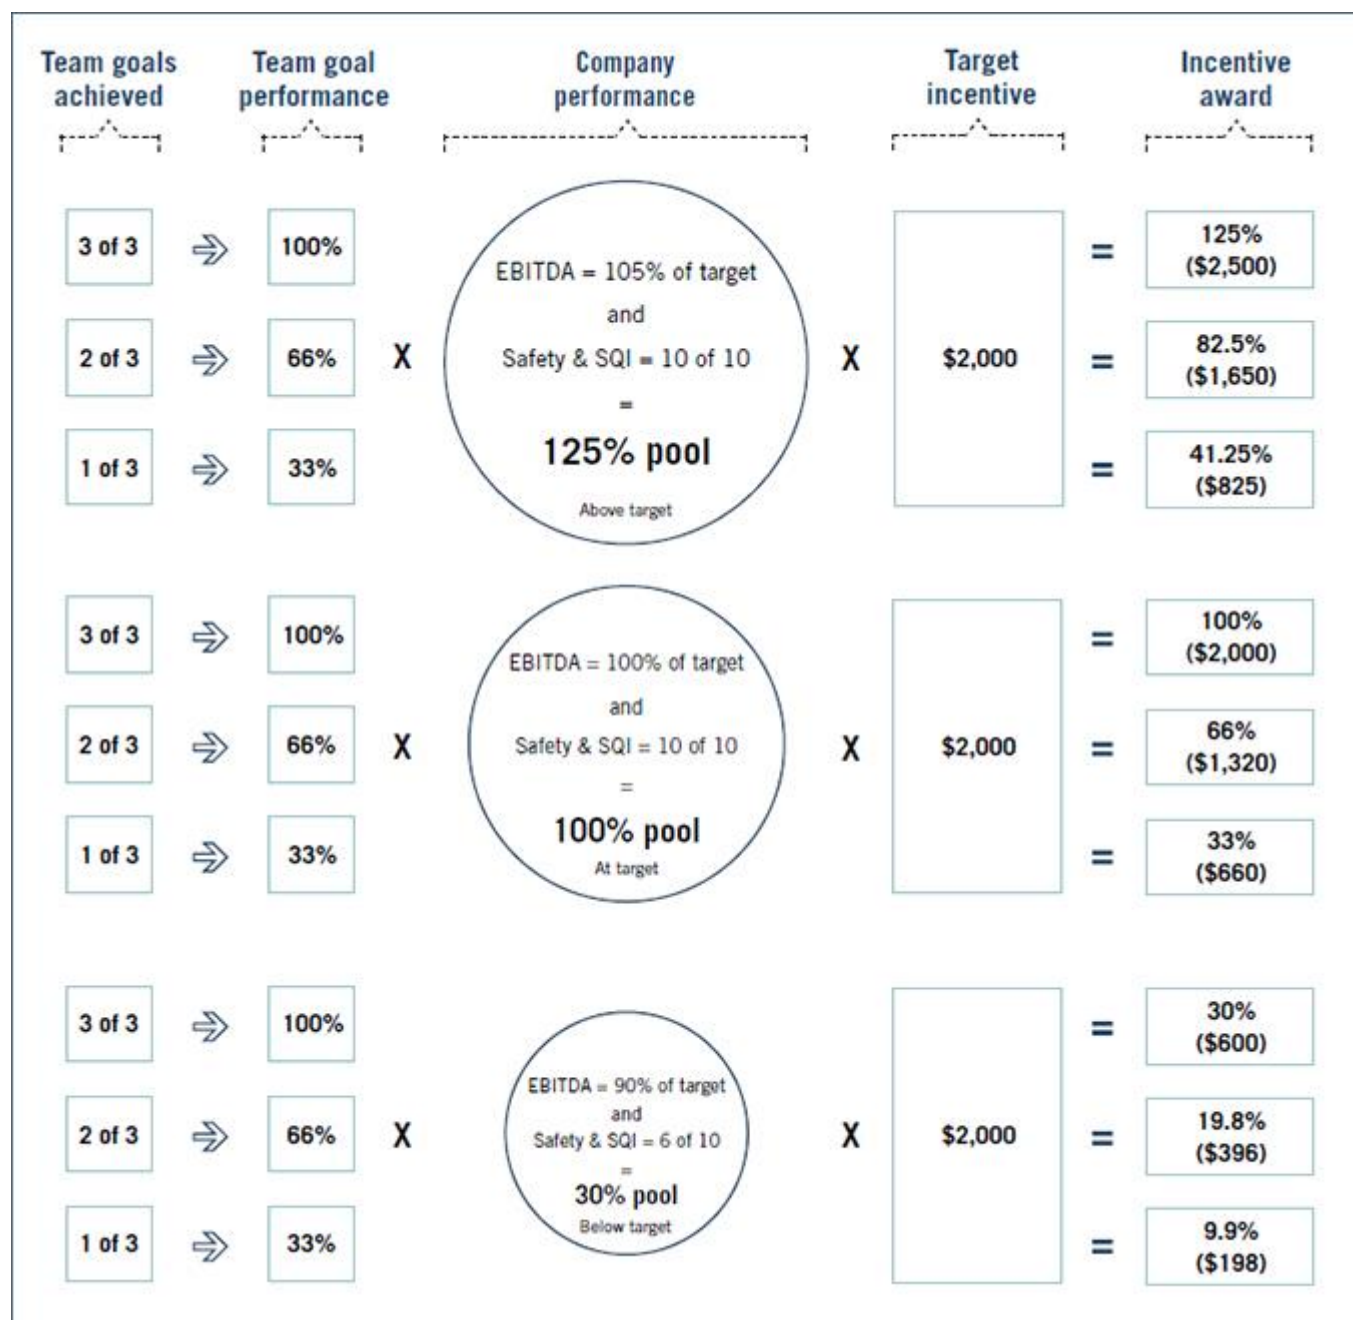 Team goals
achieved
Team goal
performance
Company
performance
Target
incentive
Incentive
award
3 of 3
100%
2 of 3
66%
1 of 3
33%
X
EBITDA = 105% of target
and
Safety & SQI = 10 of 10
=
125% pool
Above target
X
$2,000
=
125%
($2,500)
=
82.5%
($1,650)
=
41.25%
($825)
3 of 3
100%
2 of 3
66%
1 of 3
33%
X
EBITDA = 100% of target
and
Safety & SQI = 10 of 10
=
100% pool
At target
X
$2,000
=
100%
($2,000)
=
66%
($1,320)
=
33%
($660)
3 of 3
100%
2 of 3
66%
1 of 3
33%
X
EBITDA = 90% of target
and
Safety & SQI = 6 of 10
=
30% pool
Below target
X
$2,000
=
30%
($600)
=
19.8%
($396)
=
9.9%
($198)